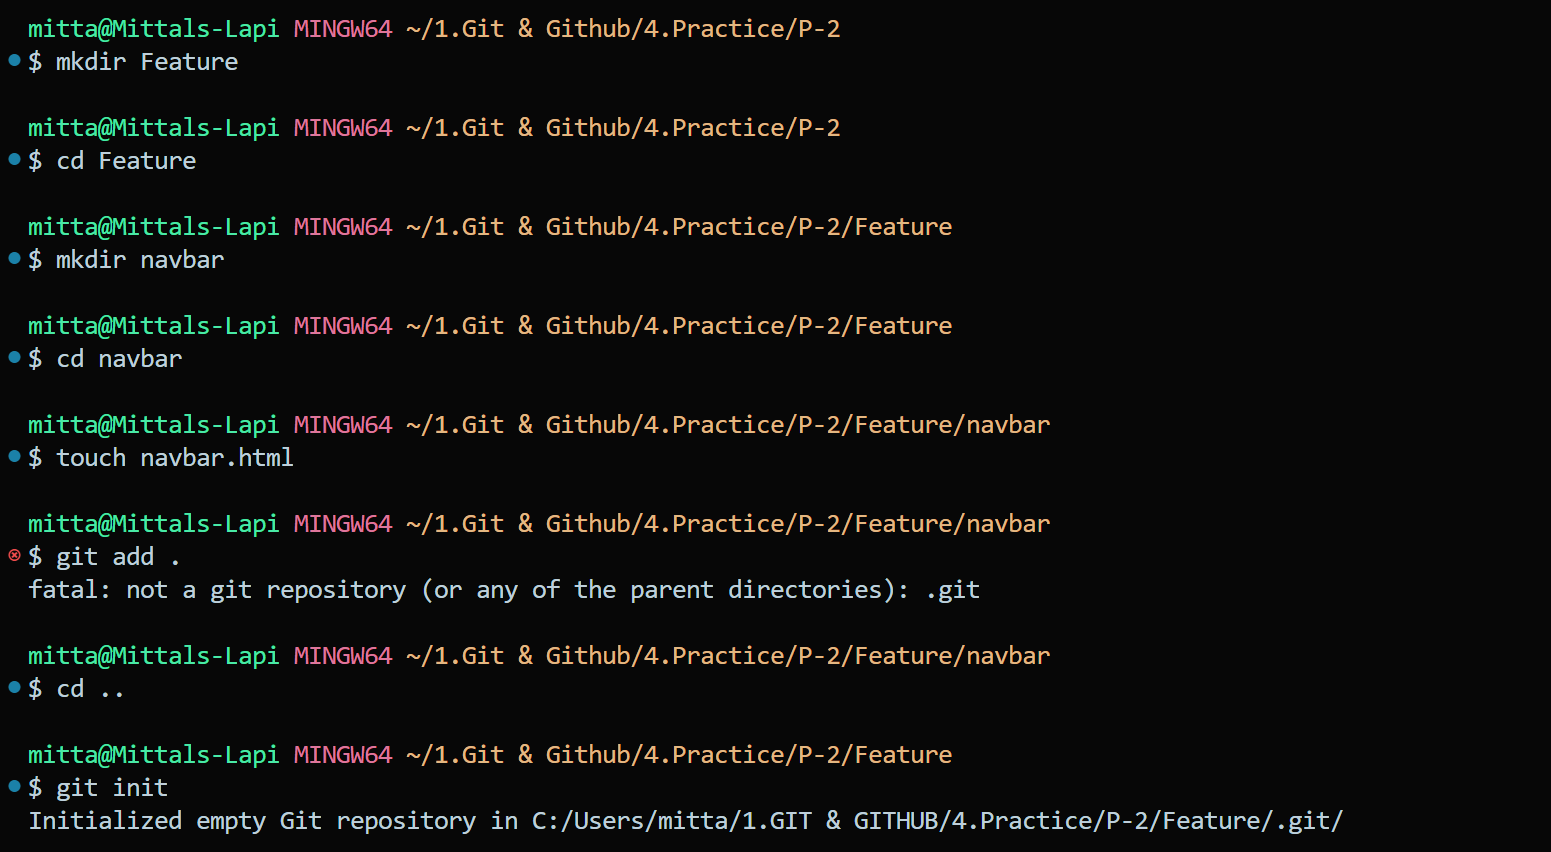 mitta@Mittals-Lapi MINGW64 ~/1.Git & Github/4.Practice/P-2
$ mkdir Feature
mitta@Mittals-Lapi MINGW64 ~/1.Git & Github/4.Practice/P-2
$ cd Feature
mitta@Mittals-Lapi MINGW64 ~/1.Git & Github/4.Practice/P-2/Feature
$ mkdir navbar
mitta@Mittals-Lapi MINGW64 ~/1.Git & Github/4.Practice/P-2/Feature
$ cd navbar
mitta@Mittals-Lapi MINGW64 ~/1.Git & Github/4.Practice/P-2/Feature/navbar
$ touch navbar.html
mitta@Mittals-Lapi MINGW64 ~/1.Git & Github/4.Practice/P-2/Feature/navbar
$ git add .
fatal: not a git repository (or any of the parent directories): .git
mitta@Mittals-Lapi MINGW64 ~/1.Git & Github/4.Practice/P-2/Feature/navbar
$ cd ..
mitta@Mittals-Lapi MINGW64 ~/1.Git & Github/4.Practice/P-2/Feature
$ git init
Initialized empty Git repository in C:/Users/mitta/1.GIT & GITHUB/4.Practice/P-2/Feature/.git/